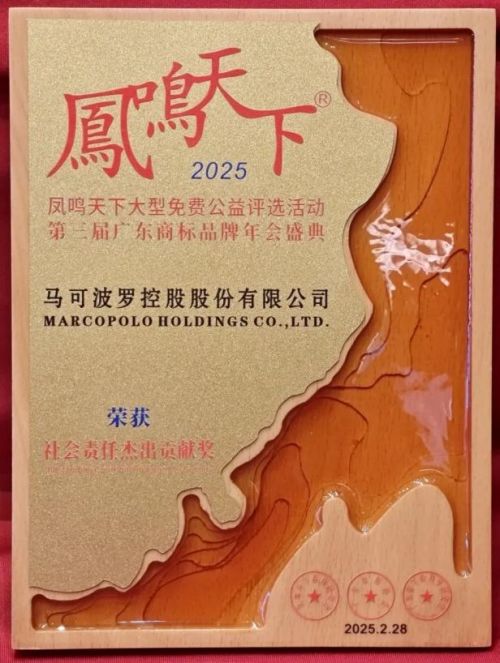 鳳鳴天下®
2025
凤鸣天下大型免费公益评选活动
第三届广东商标品牌年会盛典
马可波罗控股股份有限公司
MARCOPOLO HOLDINGS CO.,LTD.
荣获
社会责任杰出贡献奖
2025.2.28